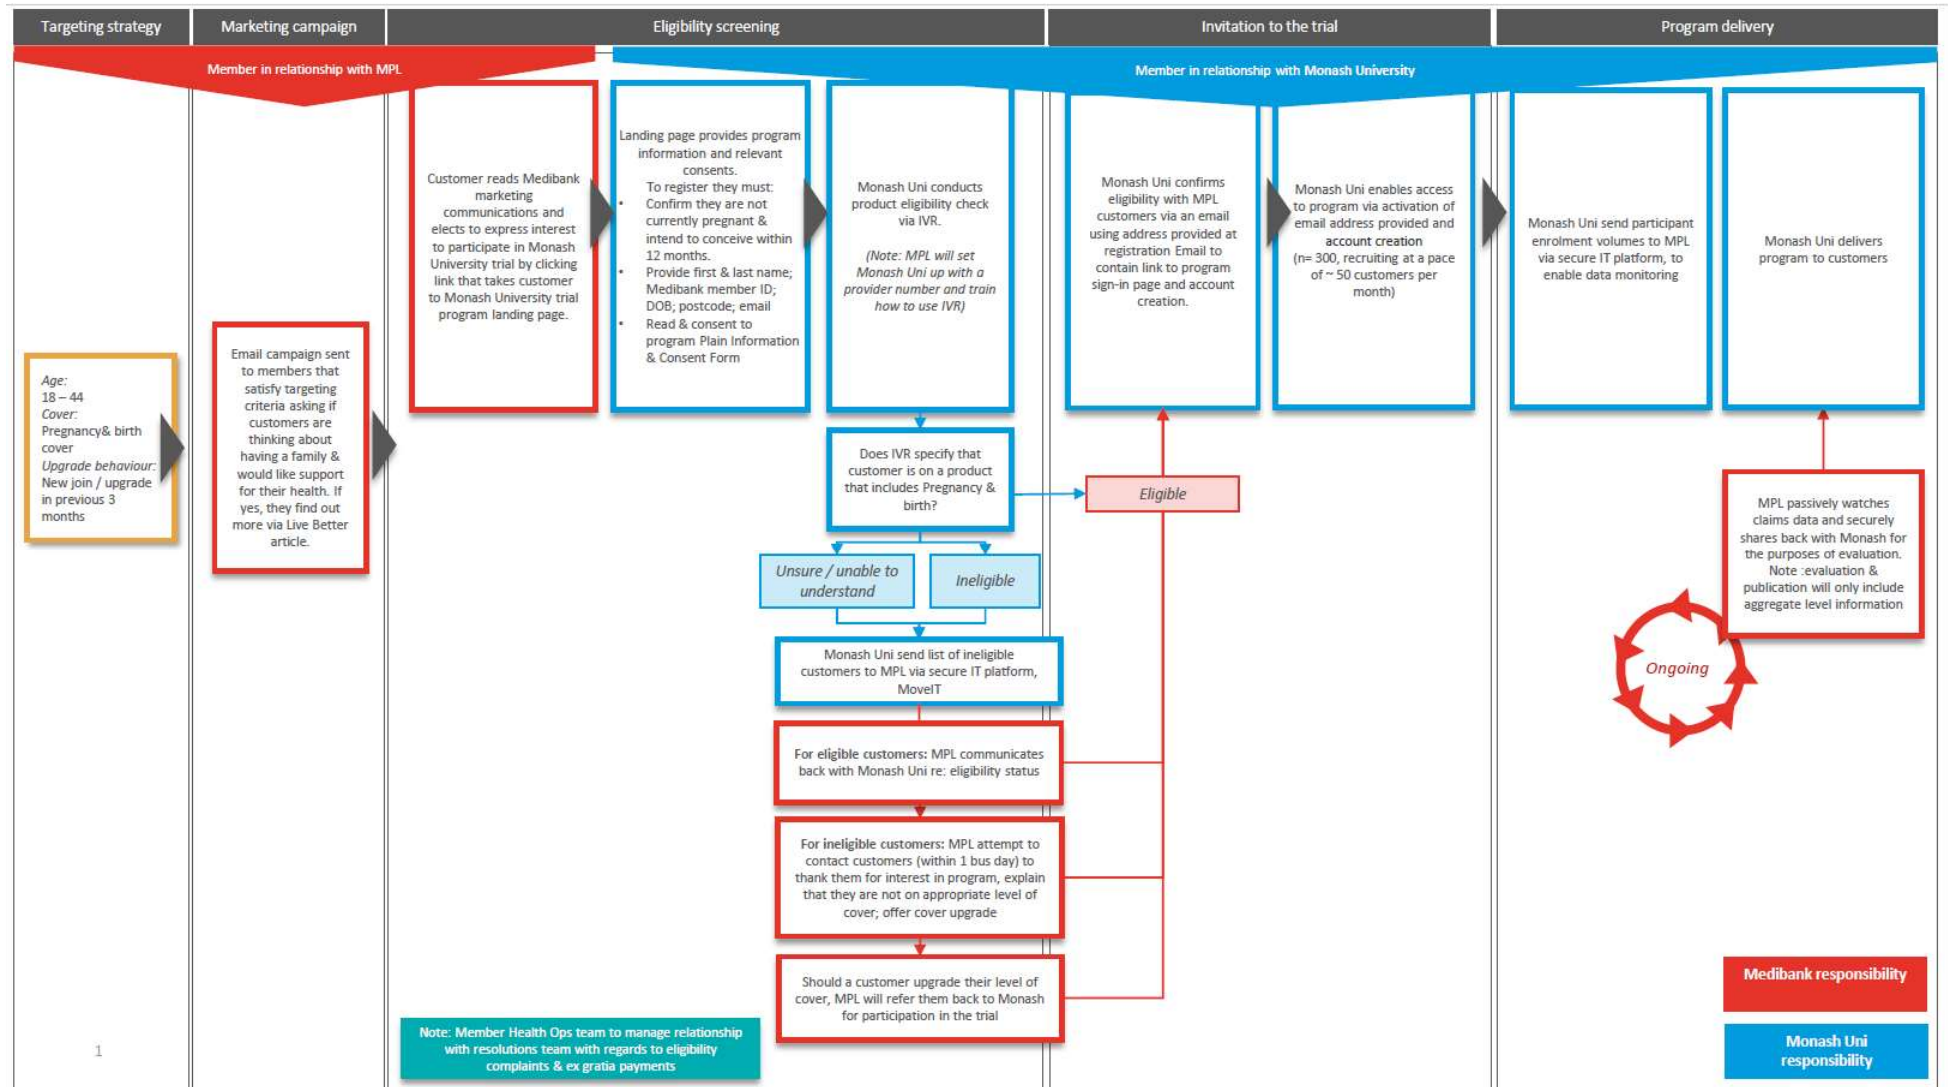 Targeting strategy
Marketing campaign
Eligibility screening
Invitation to the trial
Program delivery
Member in relationship with MPL
Member in relationship with Monash University
Age:
18 – 44
Cover:
Pregnancy& birth
cover
Upgrade behaviour:
New join / upgrade
in previous 3
months
Email campaign sent
to members that
satisfy targeting
criteria asking if
customers are
thinking about
having a family &
would like support
for their health. If
yes, they find out
more via Live Better
article.
Customer reads Medibank
marketing
communications and
elects to express interest
to participate in Monash
University trial by clicking
link that takes customer
to Monash University trial
program landing page.
Landing page provides program
information and relevant
consents.
To register they must:
• Confirm they are not
currently pregnant &
intend to conceive within
12 months.
• Provide first & last name;
Medibank member ID;
DOB; postcode; email
• Read & consent to
program Plain Information
& Consent Form
Monash Uni conducts
product eligibility check
via IVR.
(Note: MPL will set
Monash Uni up with a
provider number and train
how to use IVR)
Does IVR specify that
customer is on a product
that includes Pregnancy &
birth?
Unsure / unable to
understand
Ineligible
Eligible
Monash Uni send list of ineligible
customers to MPL via secure IT platform,
MoveIT
For eligible customers: MPL communicates
back with Monash Uni re: eligibility status
For ineligible customers: MPL attempt to
contact customers (within 1 bus day) to
thank them for interest in program, explain
that they are not on appropriate level of
cover; offer cover upgrade
Should a customer upgrade their level of
cover, MPL will refer them back to Monash
for participation in the trial
Monash Uni confirms
eligibility with MPL
customers via an email
using address provided at
registration Email to
contain link to program
sign-in page and account
creation.
Monash Uni enables access
to program via activation of
email address provided and
account creation
(n= 300, recruiting at a pace
of ~ 50 customers per
month)
Monash Uni send participant
enrolment volumes to MPL
via secure IT platform, to
enable data monitoring
Monash Uni delivers
program to customers
MPL passively watches
claims data and securely
shares back with Monash for
the purposes of evaluation.
Note :evaluation &
publication will only include
aggregate level information
Ongoing
Note: Member Health Ops team to manage relationship
with resolutions team with regards to eligibility
complaints & ex gratia payments
Medibank responsibility
Monash Uni
responsibility
1